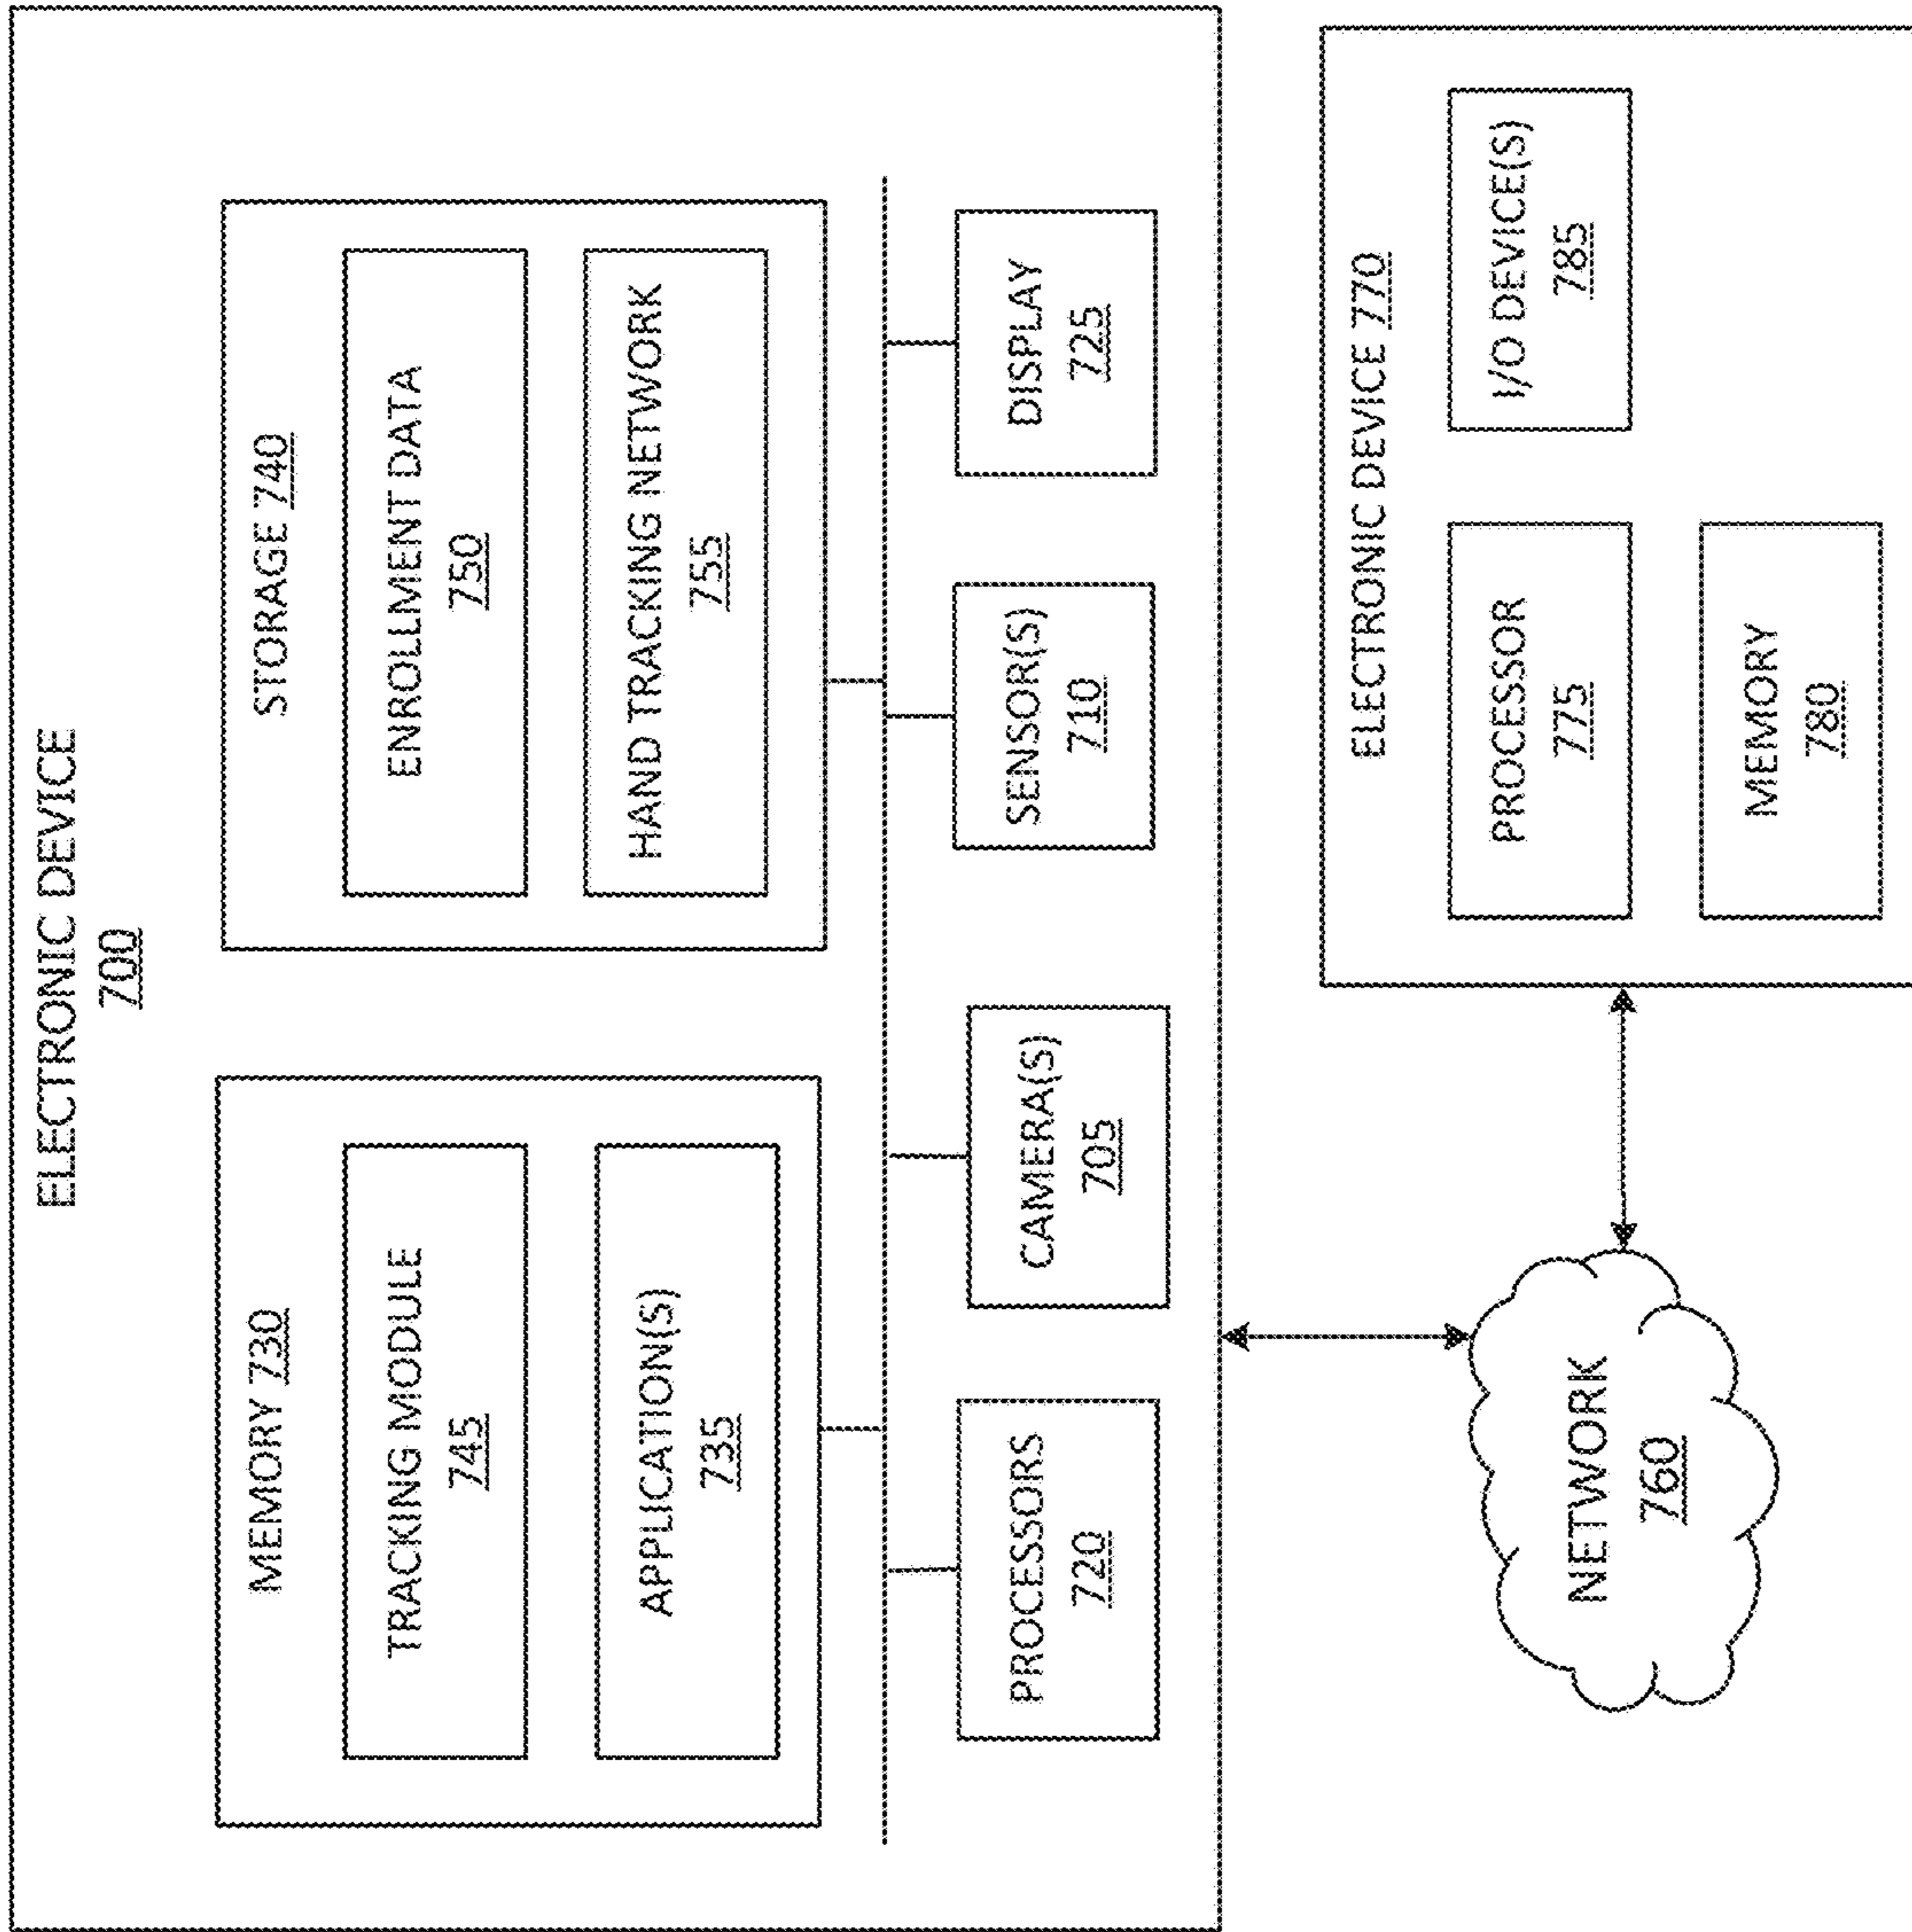 ELECTRONIC DEVICE
700
MEMORY 730
TRACKING MODULE
745
APPLICATION(S)
735
STORAGE 740
ENROLLMENT DATA
750
HAND TRACKING NETWORK
755
PROCESSORS
720
CAMERA(S)
705
SENSOR(S)
710
DISPLAY
725
NETWORK
760
ELECTRONIC DEVICE 770
PROCESSOR
775
I/O DEVICE(S)
785
MEMORY
780